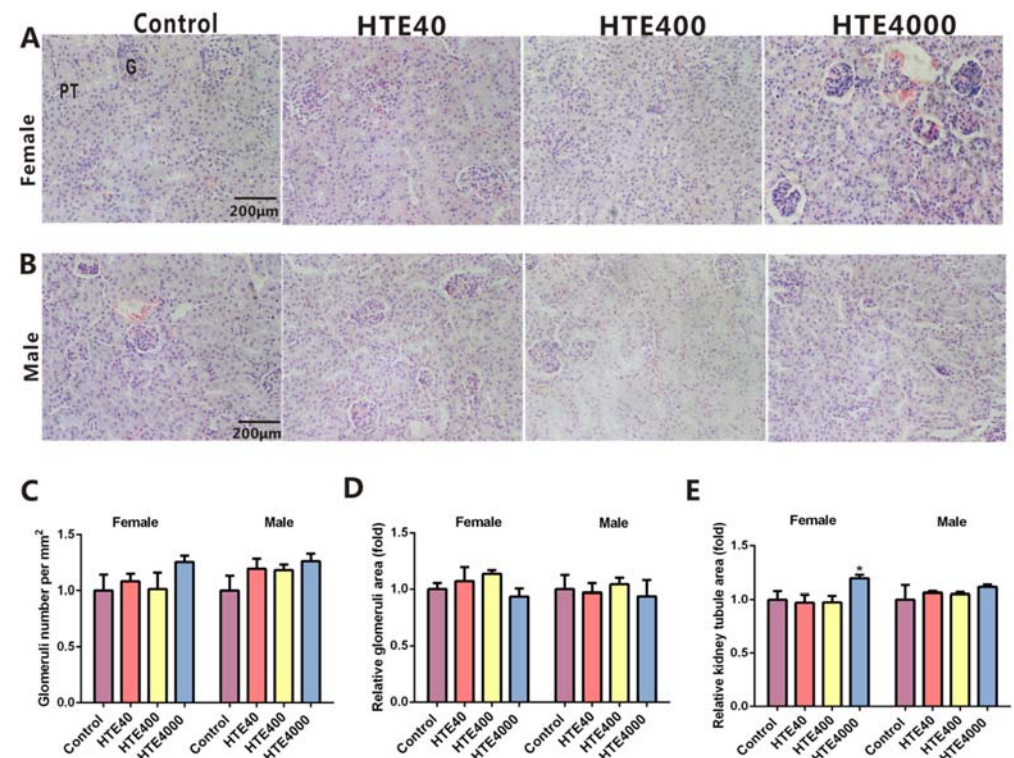 A
Control
HTE40
HTE400
HTE4000
Female
G
PT
200μm
B
Male
200μm
C
Female
Male
Glomeruli number per mm²
1.5
1.0
0.5
0.0
Control
HTE40
HTE400
HTE4000
Control
HTE40
HTE400
HTE4000
D
Female
Male
Relative glomeruli area (fold)
1.5
1.0
0.5
0.0
Control
HTE40
HTE400
HTE4000
Control
HTE40
HTE400
HTE4000
E
Female
Male
Relative kidney tubule area (fold)
1.5
1.0
0.5
0.0
*
Control
HTE40
HTE400
HTE4000
Control
HTE40
HTE400
HTE4000